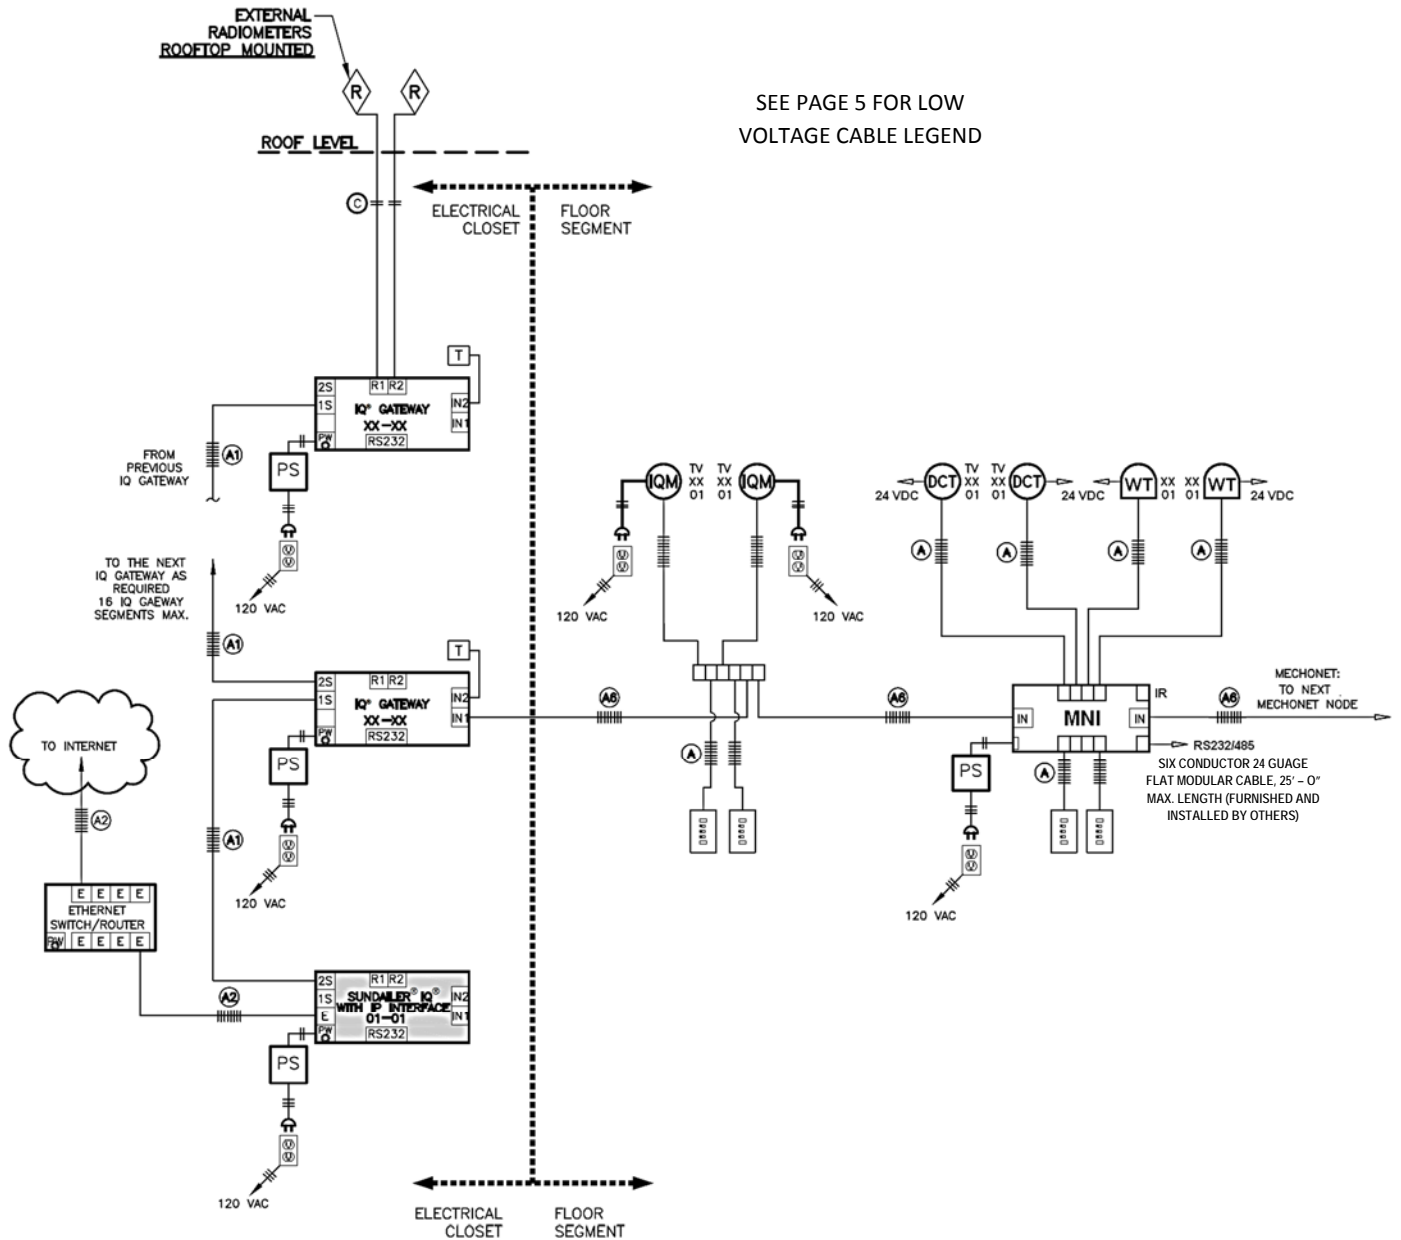 EXTERNAL
RADIOMETERS
ROOFTOP MOUNTED
R
R
SEE PAGE 5 FOR LOW
VOLTAGE CABLE LEGEND
ROOF LEVEL
C
ELECTRICAL
CLOSET
FLOOR
SEGMENT
T
2S
R1 R2
1S
IQ® GATEWAY
XX-XX
IN2
IN1
PW
RS232
A1
FROM
PREVIOUS
IQ GATEWAY
PS
120 VAC
TO THE NEXT
IQ GATEWAY AS
REQUIRED
16 IQ GAEWAY
SEGMENTS MAX.
A1
T
2S
R1 R2
1S
IQ® GATEWAY
XX-XX
IN2
IN1
PW
RS232
PS
120 VAC
A1
TO INTERNET
A2
E E E E
ETHERNET
SWITCH/ROUTER
PW E E E E
A2
2S
R1 R2
1S
SUNDAILER® IQ®
WITH IP INTERFACE
01-01
E
IN2
IN1
PW
RS232
PS
120 VAC
ELECTRICAL
CLOSET
FLOOR
SEGMENT
IQM
TV
XX
01
TV
XX
01
IQM
120 VAC
120 VAC
A6
A
A6
24 VDC
DCT
TV
XX
01
TV
XX
01
DCT
24 VDC
WT
XX
01
XX
01
WT
24 VDC
A
A
A
A
IR
IN
MNI
IN
A6
MECHONET:
TO NEXT
MECHONET NODE
RS232/485
SIX CONDUCTOR 24 GUAGE
FLAT MODULAR CABLE, 25' – O"
MAX. LENGTH (FURNISHED AND
INSTALLED BY OTHERS)
PS
A
120 VAC